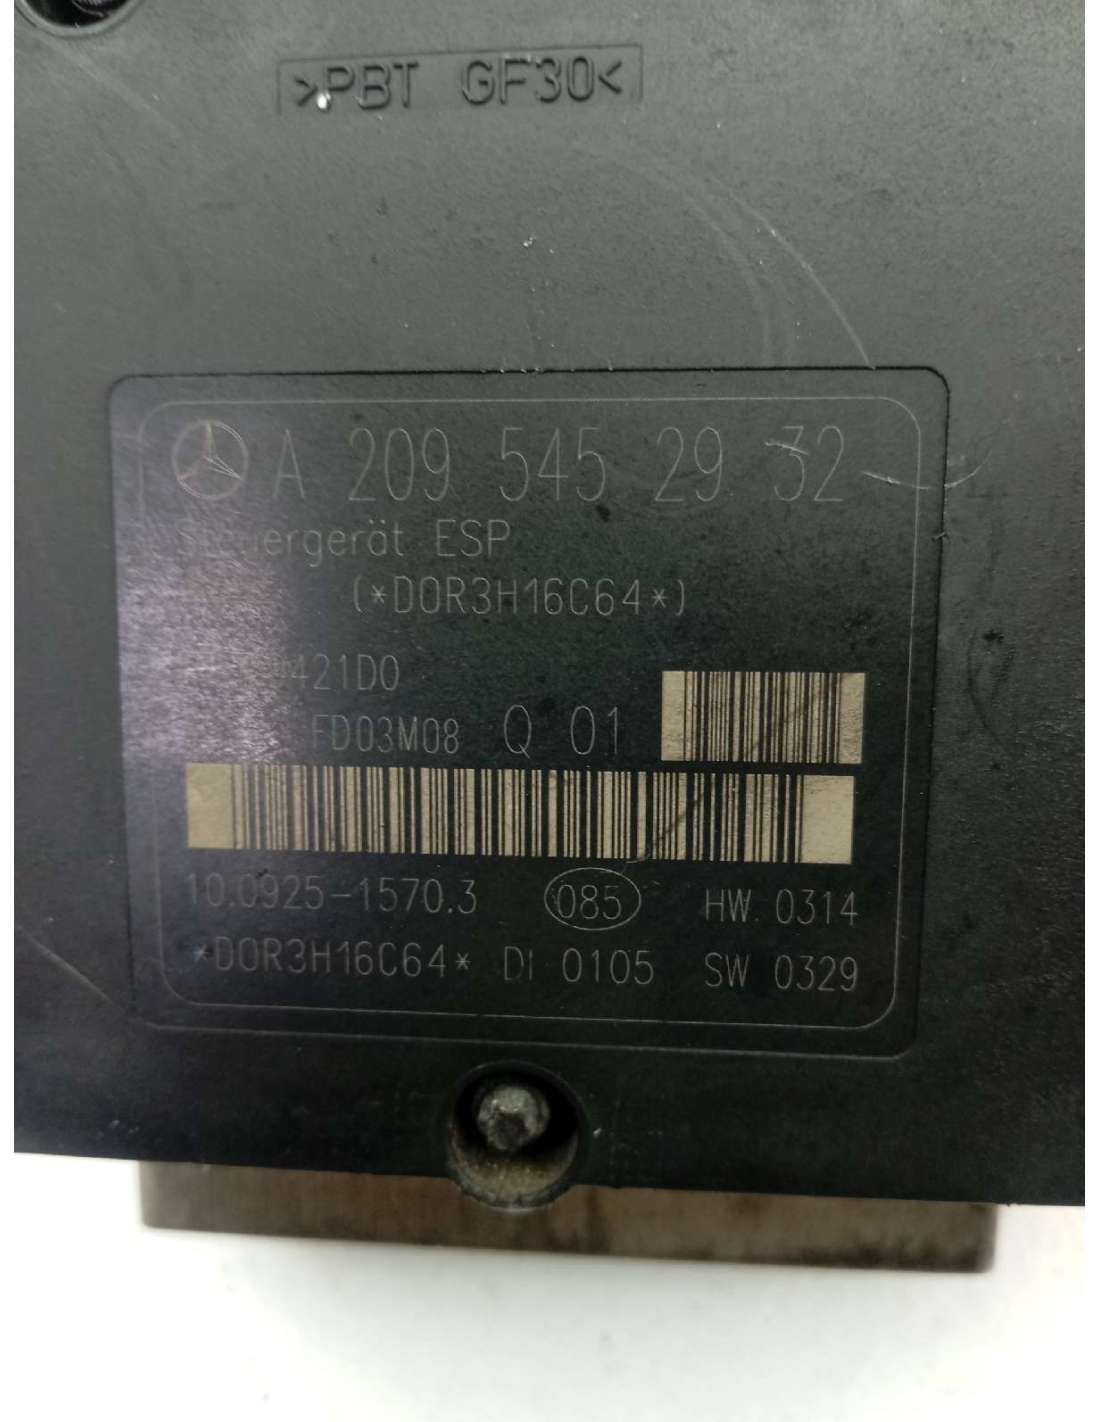 >PBT GF30<
A 209 545 29 32
Steuergerät ESP
(*D0R3H16C64*)
421D0
FD03M08 Q 01
10.0925-1570.3 085 HW 0314
*D0R3H16C64* DI 0105 SW 0329